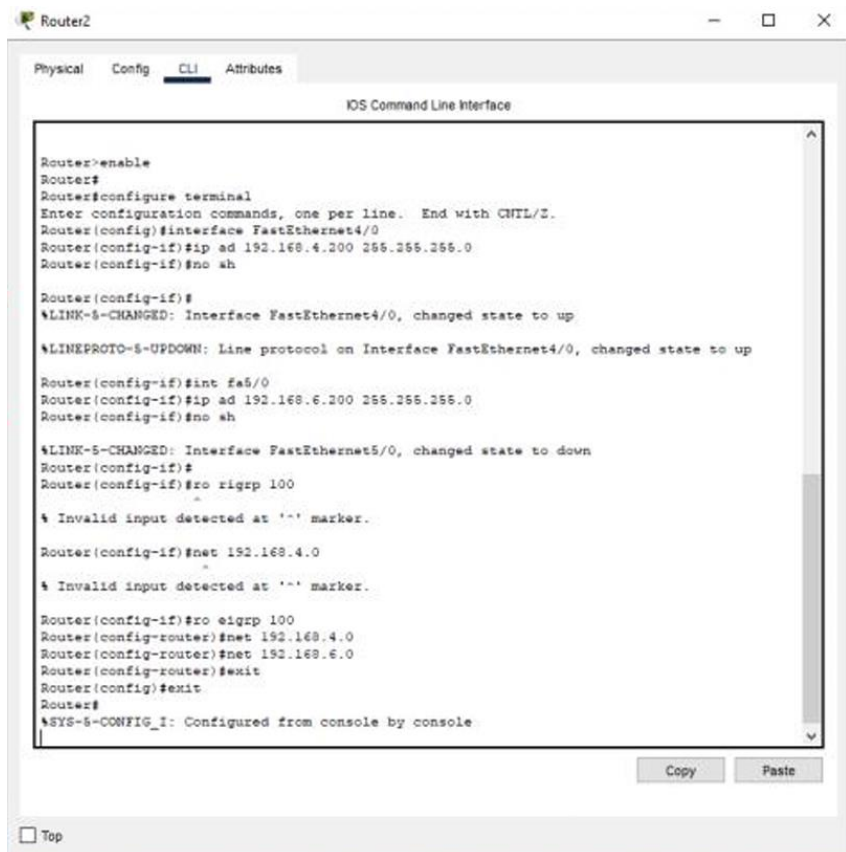 Router2
Physical Config CLI Attributes
IOS Command Line Interface
Router>enable
Router#
Router#configure terminal
Enter configuration commands, one per line. End with CNTL/Z.
Router(config)#interface FastEthernet4/0
Router(config-if)#ip ad 192.168.4.200 255.255.255.0
Router(config-if)#no sh
Router(config-if)#
%LINK-5-CHANGED: Interface FastEthernet4/0, changed state to up
%LINEPROTO-5-UPDOWN: Line protocol on Interface FastEthernet4/0, changed state to up
Router(config-if)#int fa5/0
Router(config-if)#ip ad 192.168.6.200 255.255.255.0
Router(config-if)#no sh
%LINK-5-CHANGED: Interface FastEthernet5/0, changed state to down
Router(config-if)#
Router(config-if)#ro rigrp 100
^
% Invalid input detected at '^' marker.
Router(config-if)#net 192.168.4.0
^
% Invalid input detected at '^' marker.
Router(config-if)#ro eigrp 100
Router(config-router)#net 192.168.4.0
Router(config-router)#net 192.168.6.0
Router(config-router)#exit
Router(config)#exit
Router#
%SYS-5-CONFIG_I: Configured from console by console
Copy Paste
Top